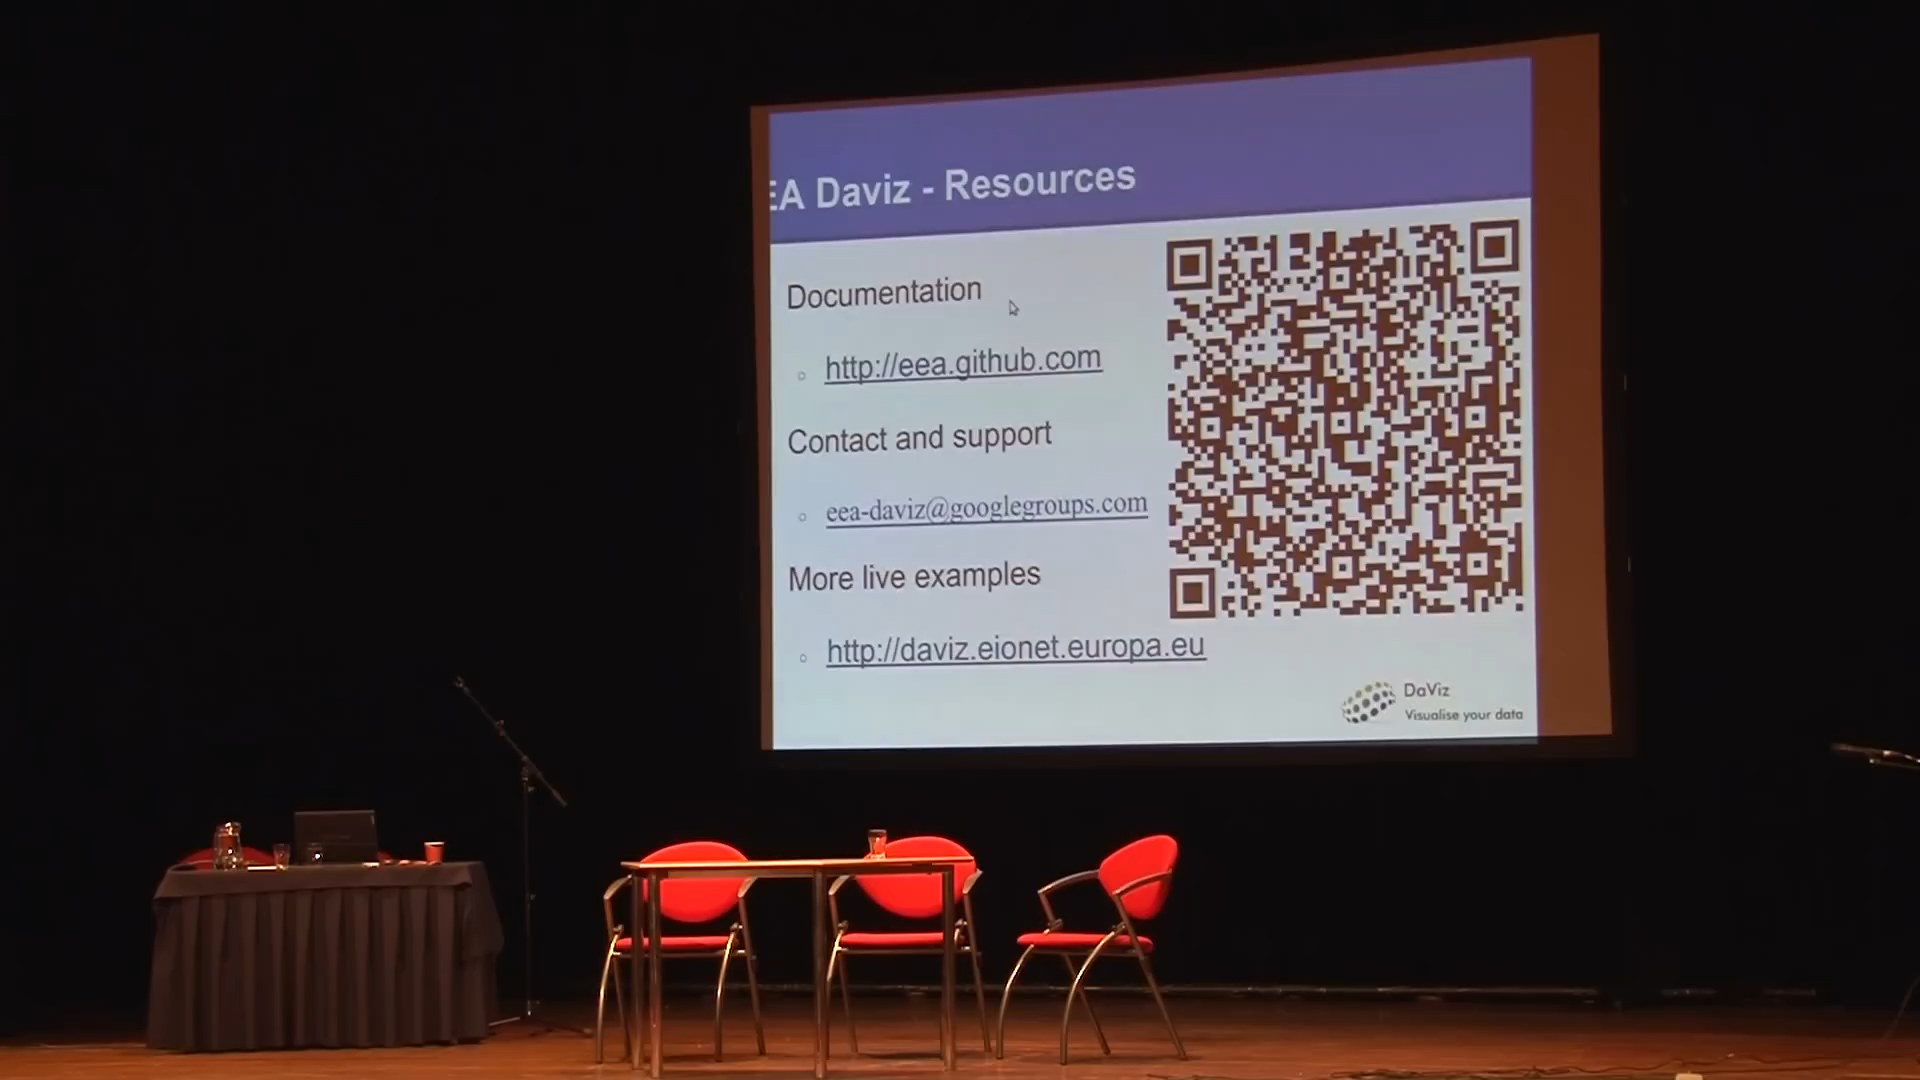 EA Daviz - Resources
Documentation
http://eea.github.com
Contact and support
eea-daviz@googlegroups.com
More live examples
http://daviz.eionet.europa.eu
DaViz
Visualise your data